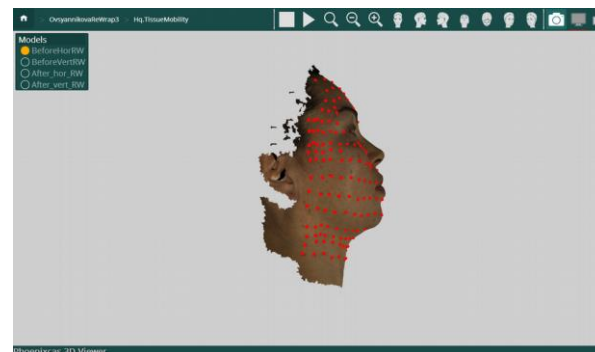 OvsyannikovaReWrap3 > Hq.TissueMobility
Models
BeforeHorRW
BeforeVertRW
After_hor_RW
After_vert_RW
Phoenixcas 3D Viewer